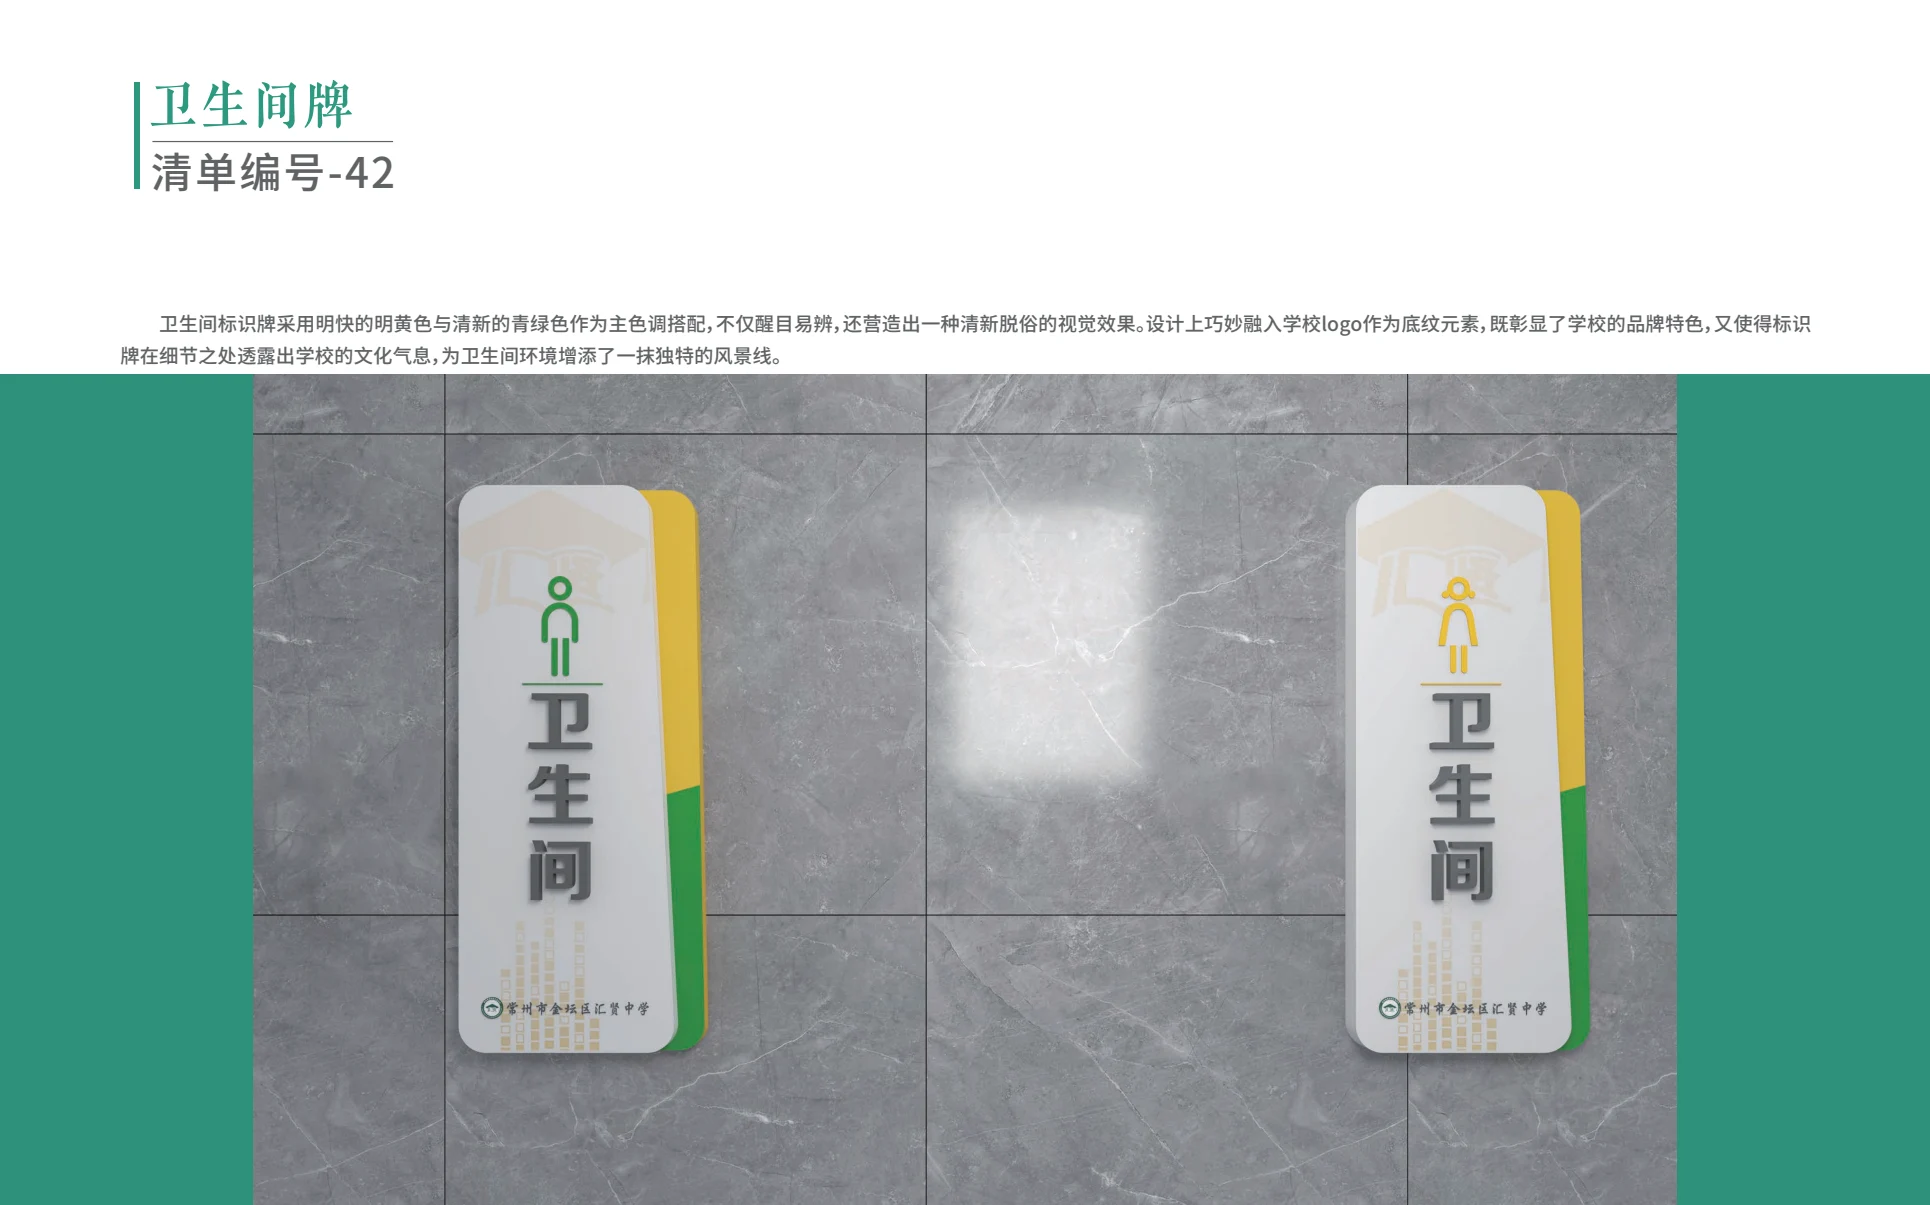 卫生间牌
清单编号-42
卫生间标识牌采用明快的明黄色与清新的青绿色作为主色调搭配,不仅醒目易辨,还营造出一种清新脱俗的视觉效果。设计上巧妙融入学校logo作为底纹元素,既彰显了学校的品牌特色,又使得标识
牌在细节之处透露出学校的文化气息,为卫生间环境增添了一抹独特的风景线。
汇贤
卫生间
常州市金坛区汇贤中学
汇贤
卫生间
常州市金坛区汇贤中学